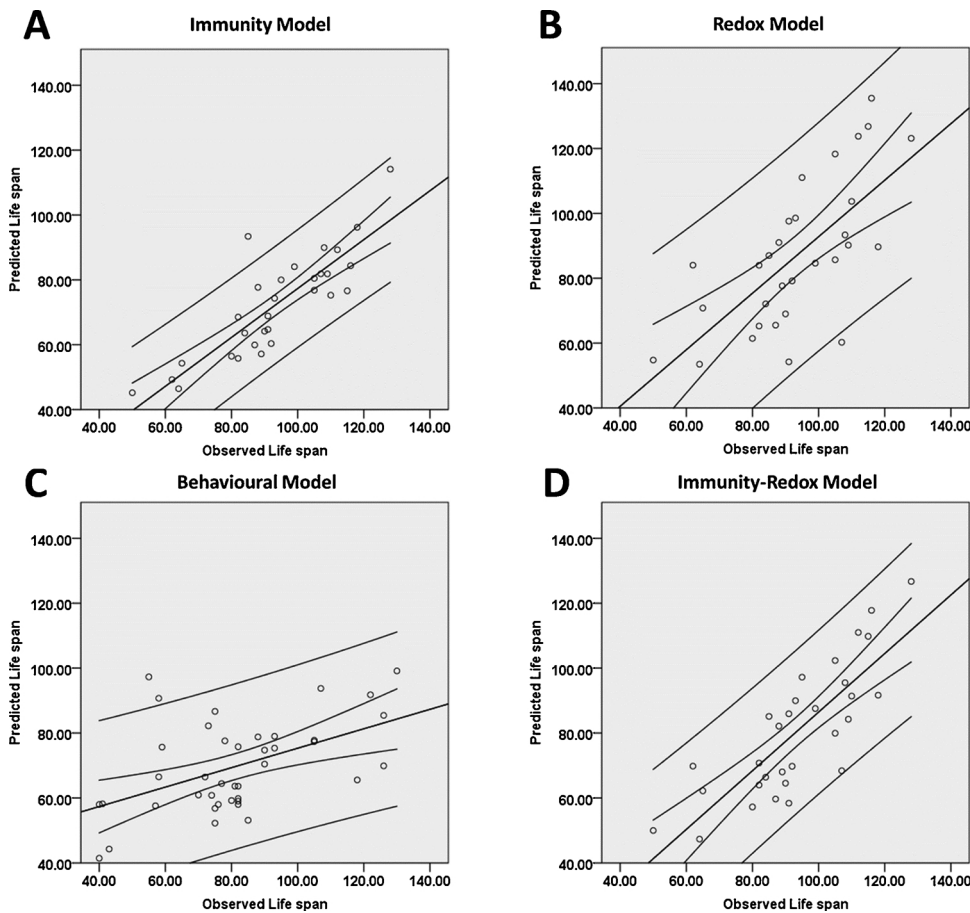 A
Immunity Model
Predicted Life span
140.00
120.00
100.00
80.00
60.00
40.00
40.00 60.00 80.00 100.00 120.00 140.00
Observed Life span
B
Redox Model
Predicted Life span
140.00
120.00
100.00
80.00
60.00
40.00
40.00 60.00 80.00 100.00 120.00 140.00
Observed Life span
C
Behavioural Model
Predicted Life span
140.00
120.00
100.00
80.00
60.00
40.00
40.00 60.00 80.00 100.00 120.00 140.00
Observed Life span
D
Immunity-Redox Model
Predicted Life span
140.00
120.00
100.00
80.00
60.00
40.00
40.00 60.00 80.00 100.00 120.00 140.00
Observed Life span